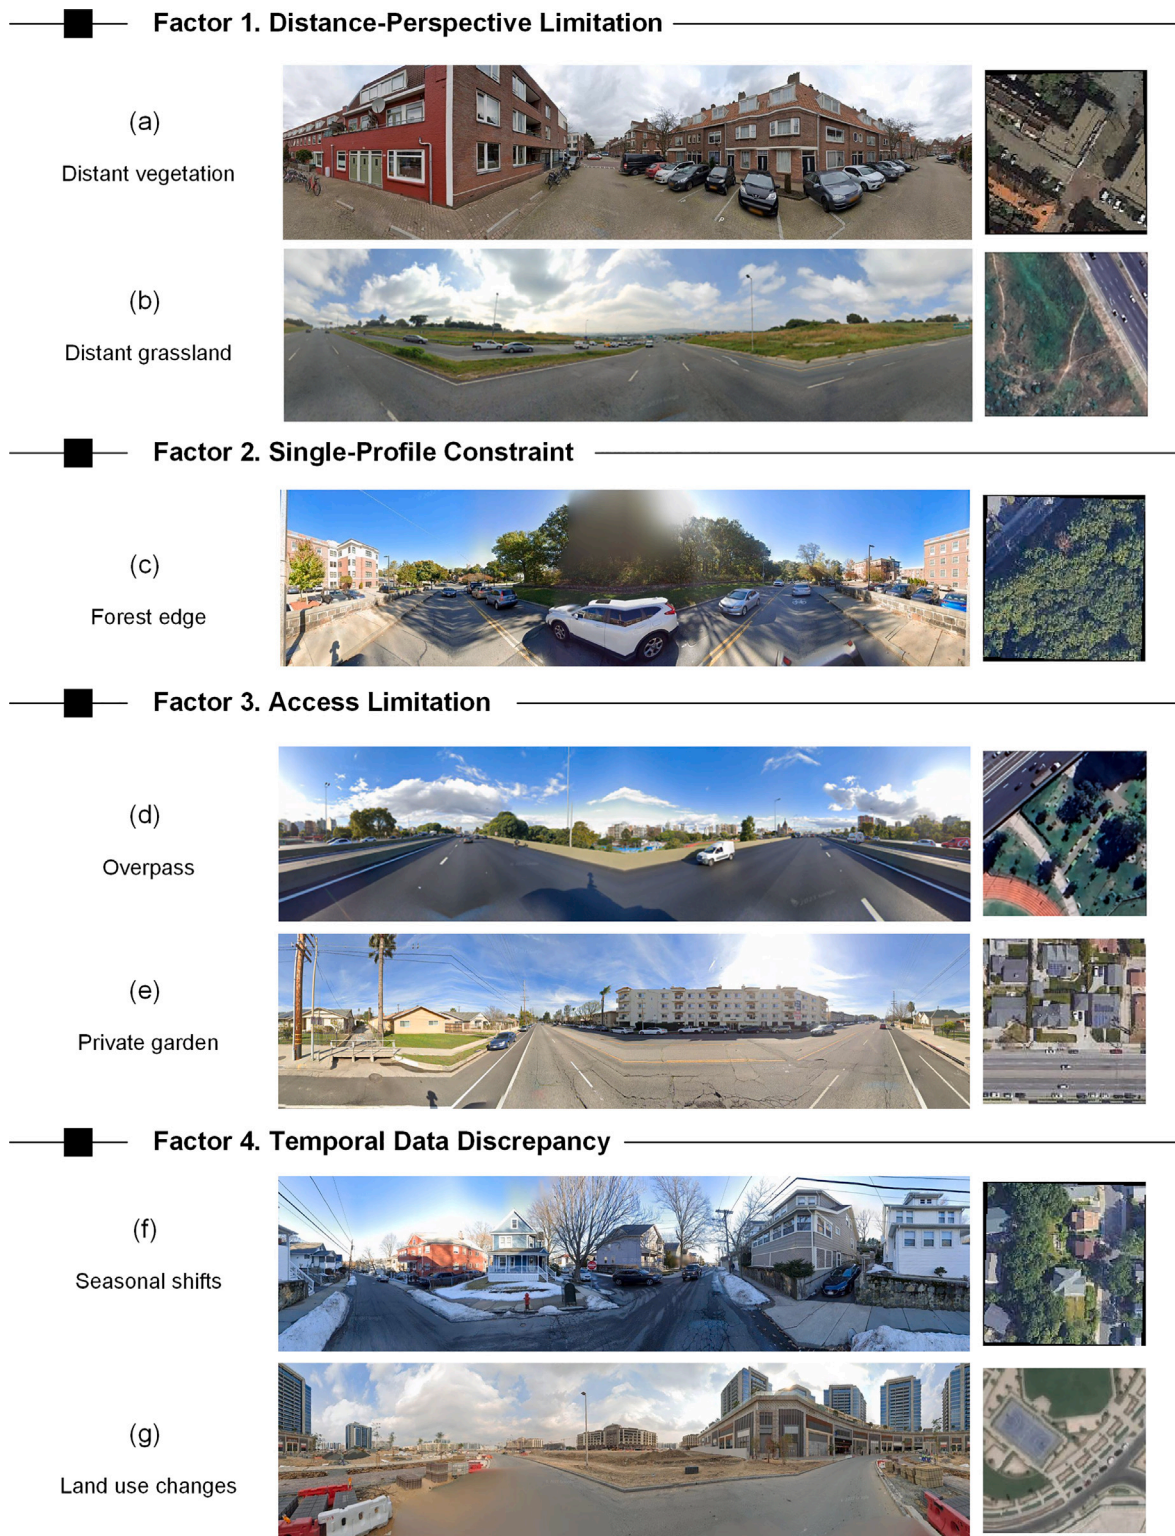 Factor 1. Distance-Perspective Limitation
(a)
Distant vegetation
(b)
Distant grassland
Factor 2. Single-Profile Constraint
(c)
Forest edge
Factor 3. Access Limitation
(d)
Overpass
(e)
Private garden
Factor 4. Temporal Data Discrepancy
(f)
Seasonal shifts
(g)
Land use changes